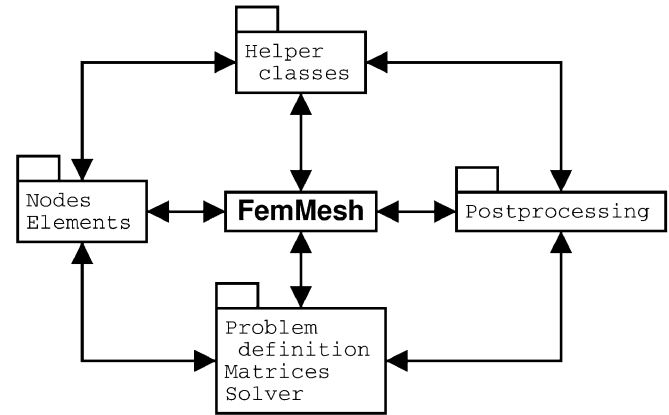 Helper
classes
Nodes
Elements
FemMesh
Postprocessing
Problem
definition
Matrices
Solver